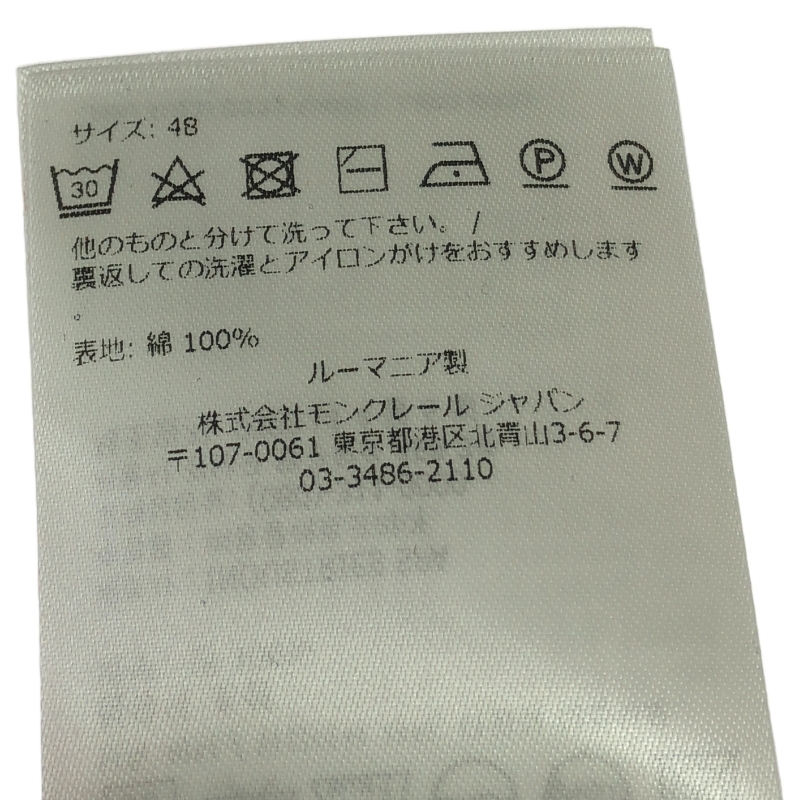 サイズ: 48
30
P
W
他のものと分けて洗って下さい。 /
裏返しての洗濯とアイロンがけをおすすめします
。
表地: 綿 100%
ルーマニア製
株式会社モンクレール ジャパン
〒107-0061 東京都港区北青山3-6-7
03-3486-2110